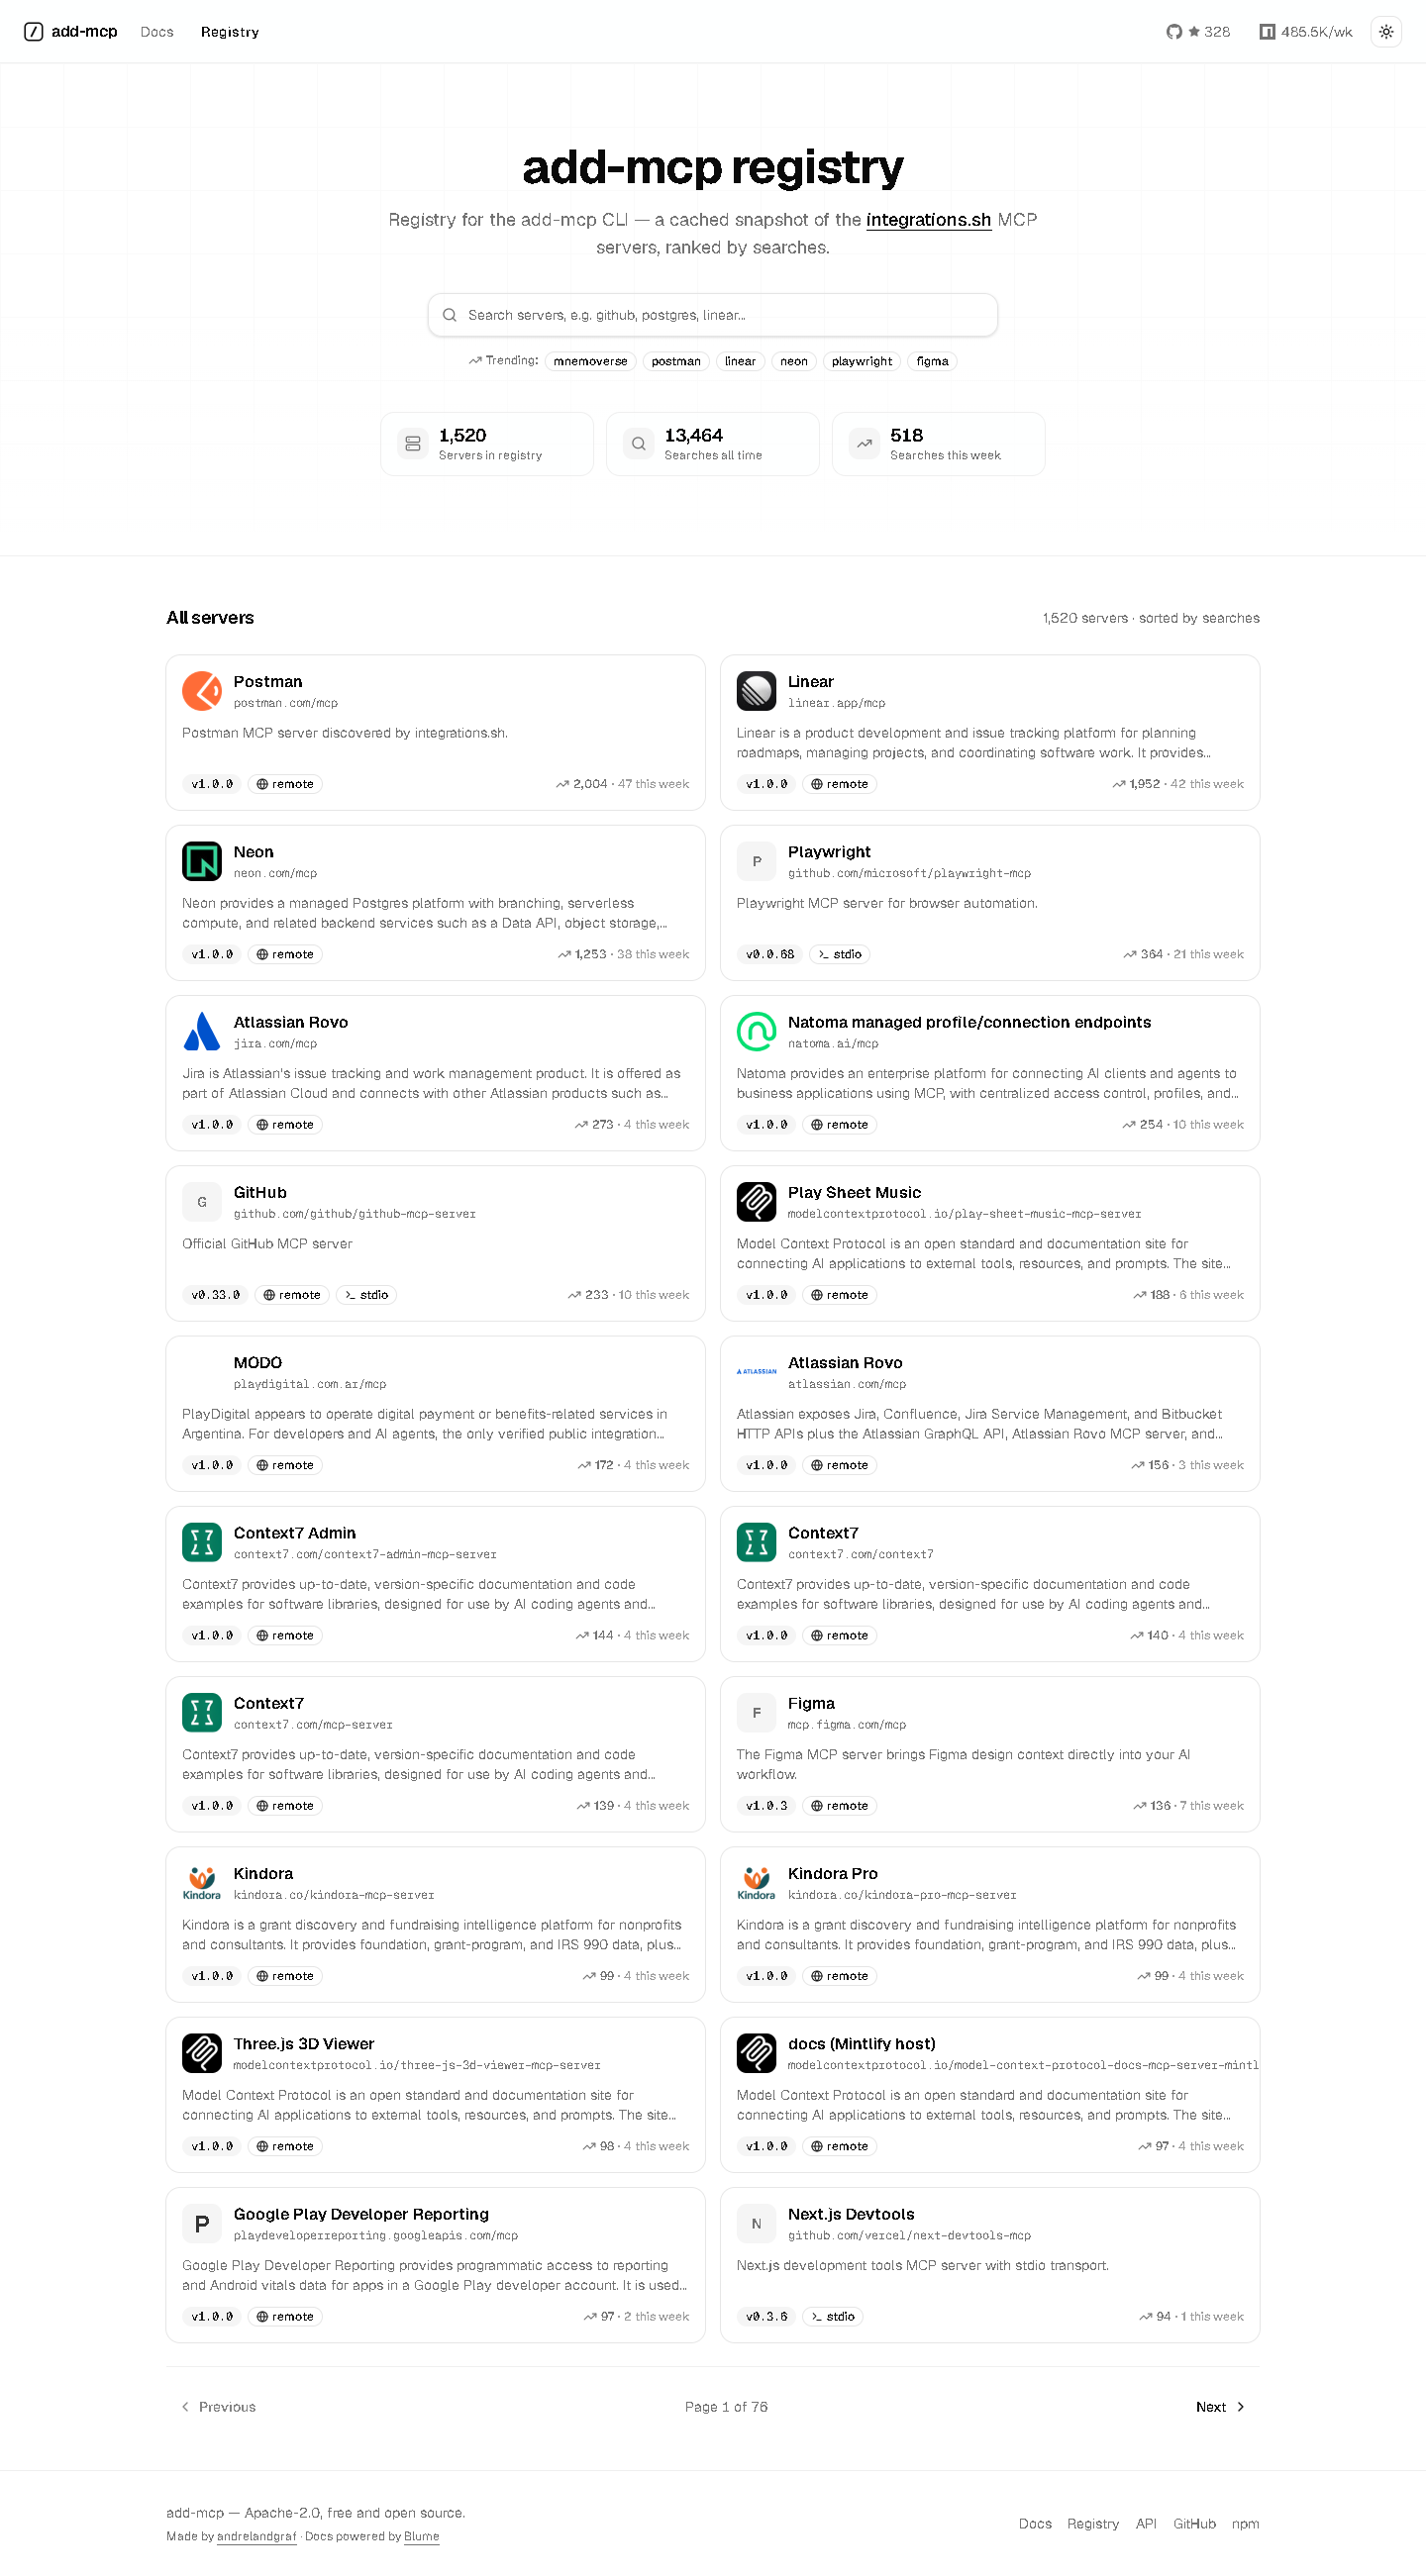 add-mcp Docs Registry 328 485.5K/wk
add-mcp registry
Registry for the add-mcp CLI — a cached snapshot of the integrations.sh MCP
servers, ranked by searches.
Search servers, e.g. github, postgres, linear...
Trending: mnemoverse postman linear neon playwright figma
1,520
Servers in registry
13,464
Searches all time
518
Searches this week
All servers
1,520 servers · sorted by searches
Postman
postman.com/mcp
Postman MCP server discovered by integrations.sh.
v1.0.0 remote 2,004 · 47 this week
Linear
linear.app/mcp
Linear is a product development and issue tracking platform for planning
roadmaps, managing projects, and coordinating software work. It provides...
v1.0.0 remote 1,952 · 42 this week
Neon
neon.com/mcp
Neon provides a managed Postgres platform with branching, serverless
compute, and related backend services such as a Data API, object storage,...
v1.0.0 remote 1,253 · 38 this week
P
Playwright
github.com/microsoft/playwright-mcp
Playwright MCP server for browser automation.
v0.0.68 stdio 364 · 21 this week
Atlassian Rovo
jira.com/mcp
Jira is Atlassian's issue tracking and work management product. It is offered as
part of Atlassian Cloud and connects with other Atlassian products such as...
v1.0.0 remote 273 · 4 this week
Natoma managed profile/connection endpoints
natoma.ai/mcp
Natoma provides an enterprise platform for connecting AI clients and agents to
business applications using MCP, with centralized access control, profiles, and...
v1.0.0 remote 254 · 10 this week
G
GitHub
github.com/github/github-mcp-server
Official GitHub MCP server
v0.33.0 remote stdio 233 · 10 this week
Play Sheet Music
modelcontextprotocol.io/play-sheet-music-mcp-server
Model Context Protocol is an open standard and documentation site for
connecting AI applications to external tools, resources, and prompts. The site...
v1.0.0 remote 188 · 6 this week
MODO
playdigital.com.ar/mcp
PlayDigital appears to operate digital payment or benefits-related services in
Argentina. For developers and AI agents, the only verified public integration...
v1.0.0 remote 172 · 4 this week
ATLASSIAN
Atlassian Rovo
atlassian.com/mcp
Atlassian exposes Jira, Confluence, Jira Service Management, and Bitbucket
HTTP APIs plus the Atlassian GraphQL API, Atlassian Rovo MCP server, and...
v1.0.0 remote 156 · 3 this week
Context7 Admin
context7.com/context7-admin-mcp-server
Context7 provides up-to-date, version-specific documentation and code
examples for software libraries, designed for use by AI coding agents and...
v1.0.0 remote 144 · 4 this week
Context7
context7.com/context7
Context7 provides up-to-date, version-specific documentation and code
examples for software libraries, designed for use by AI coding agents and...
v1.0.0 remote 140 · 4 this week
Context7
context7.com/mcp-server
Context7 provides up-to-date, version-specific documentation and code
examples for software libraries, designed for use by AI coding agents and...
v1.0.0 remote 139 · 4 this week
F
Figma
mcp.figma.com/mcp
The Figma MCP server brings Figma design context directly into your AI
workflow.
v1.0.3 remote 136 · 7 this week
Kindora
Kindora
kindora.co/kindora-mcp-server
Kindora is a grant discovery and fundraising intelligence platform for nonprofits
and consultants. It provides foundation, grant-program, and IRS 990 data, plus...
v1.0.0 remote 99 · 4 this week
Kindora
Kindora Pro
kindora.co/kindora-pro-mcp-server
Kindora is a grant discovery and fundraising intelligence platform for nonprofits
and consultants. It provides foundation, grant-program, and IRS 990 data, plus...
v1.0.0 remote 99 · 4 this week
Three.js 3D Viewer
modelcontextprotocol.io/three-js-3d-viewer-mcp-server
Model Context Protocol is an open standard and documentation site for
connecting AI applications to external tools, resources, and prompts. The site...
v1.0.0 remote 98 · 4 this week
docs (Mintlify host)
modelcontextprotocol.io/model-context-protocol-docs-mcp-server-mintl
Model Context Protocol is an open standard and documentation site for
connecting AI applications to external tools, resources, and prompts. The site...
v1.0.0 remote 97 · 4 this week
P
Google Play Developer Reporting
playdeveloperreporting.googleapis.com/mcp
Google Play Developer Reporting provides programmatic access to reporting
and Android vitals data for apps in a Google Play developer account. It is used...
v1.0.0 remote 97 · 2 this week
N
Next.js Devtools
github.com/vercel/next-devtools-mcp
Next.js development tools MCP server with stdio transport.
v0.3.6 stdio 94 · 1 this week
Previous Page 1 of 76 Next
add-mcp — Apache-2.0, free and open source.
Made by andrelandgraf · Docs powered by Blume
Docs Registry API GitHub npm